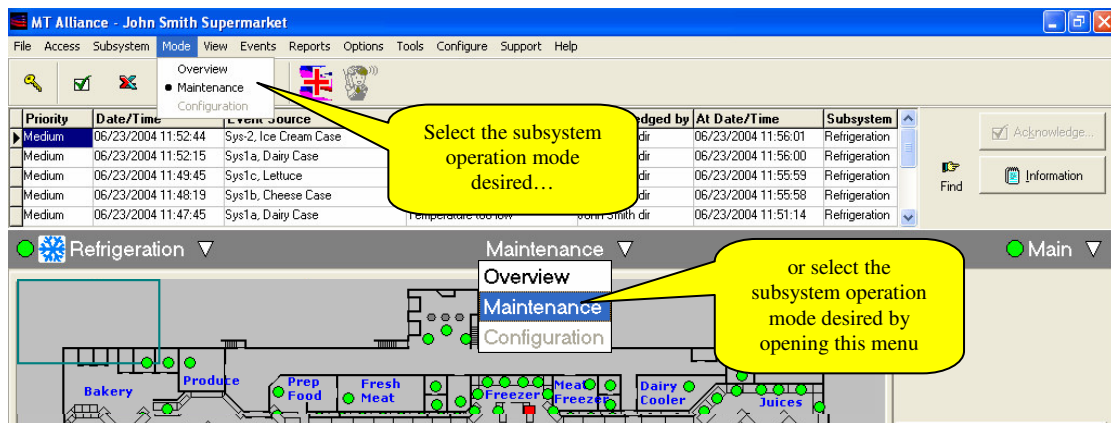 MT Alliance - John Smith Supermarket
File Access Subsystem Mode View Events Reports Options Tools Configure Support Help
Overview
Maintenance
Configuration
Select the subsystem
operation mode
desired…
Priority Date/Time Event Source edged by At Date/Time Subsystem
Medium 06/23/2004 11:52:44 Sys-2, Ice Cream Case dir 06/23/2004 11:56:01 Refrigeration
Medium 06/23/2004 11:52:15 Sys1a, Dairy Case dir 06/23/2004 11:56:00 Refrigeration
Medium 06/23/2004 11:49:45 Sys1c, Lettuce dir 06/23/2004 11:55:59 Refrigeration
Medium 06/23/2004 11:48:19 Sys1b, Cheese Case dir 06/23/2004 11:55:58 Refrigeration
Medium 06/23/2004 11:47:45 Sys1a, Dairy Case Temperature too low John Smith dir 06/23/2004 11:51:14 Refrigeration
Find
Acknowledge...
Information
Refrigeration Maintenance Main
Overview
Maintenance
Configuration
or select the
subsystem operation
mode desired by
opening this menu
Bakery
Produce
Prep
Food
Fresh
Meat
Freezer
Meat
Freezer
Dairy
Cooler
Juices